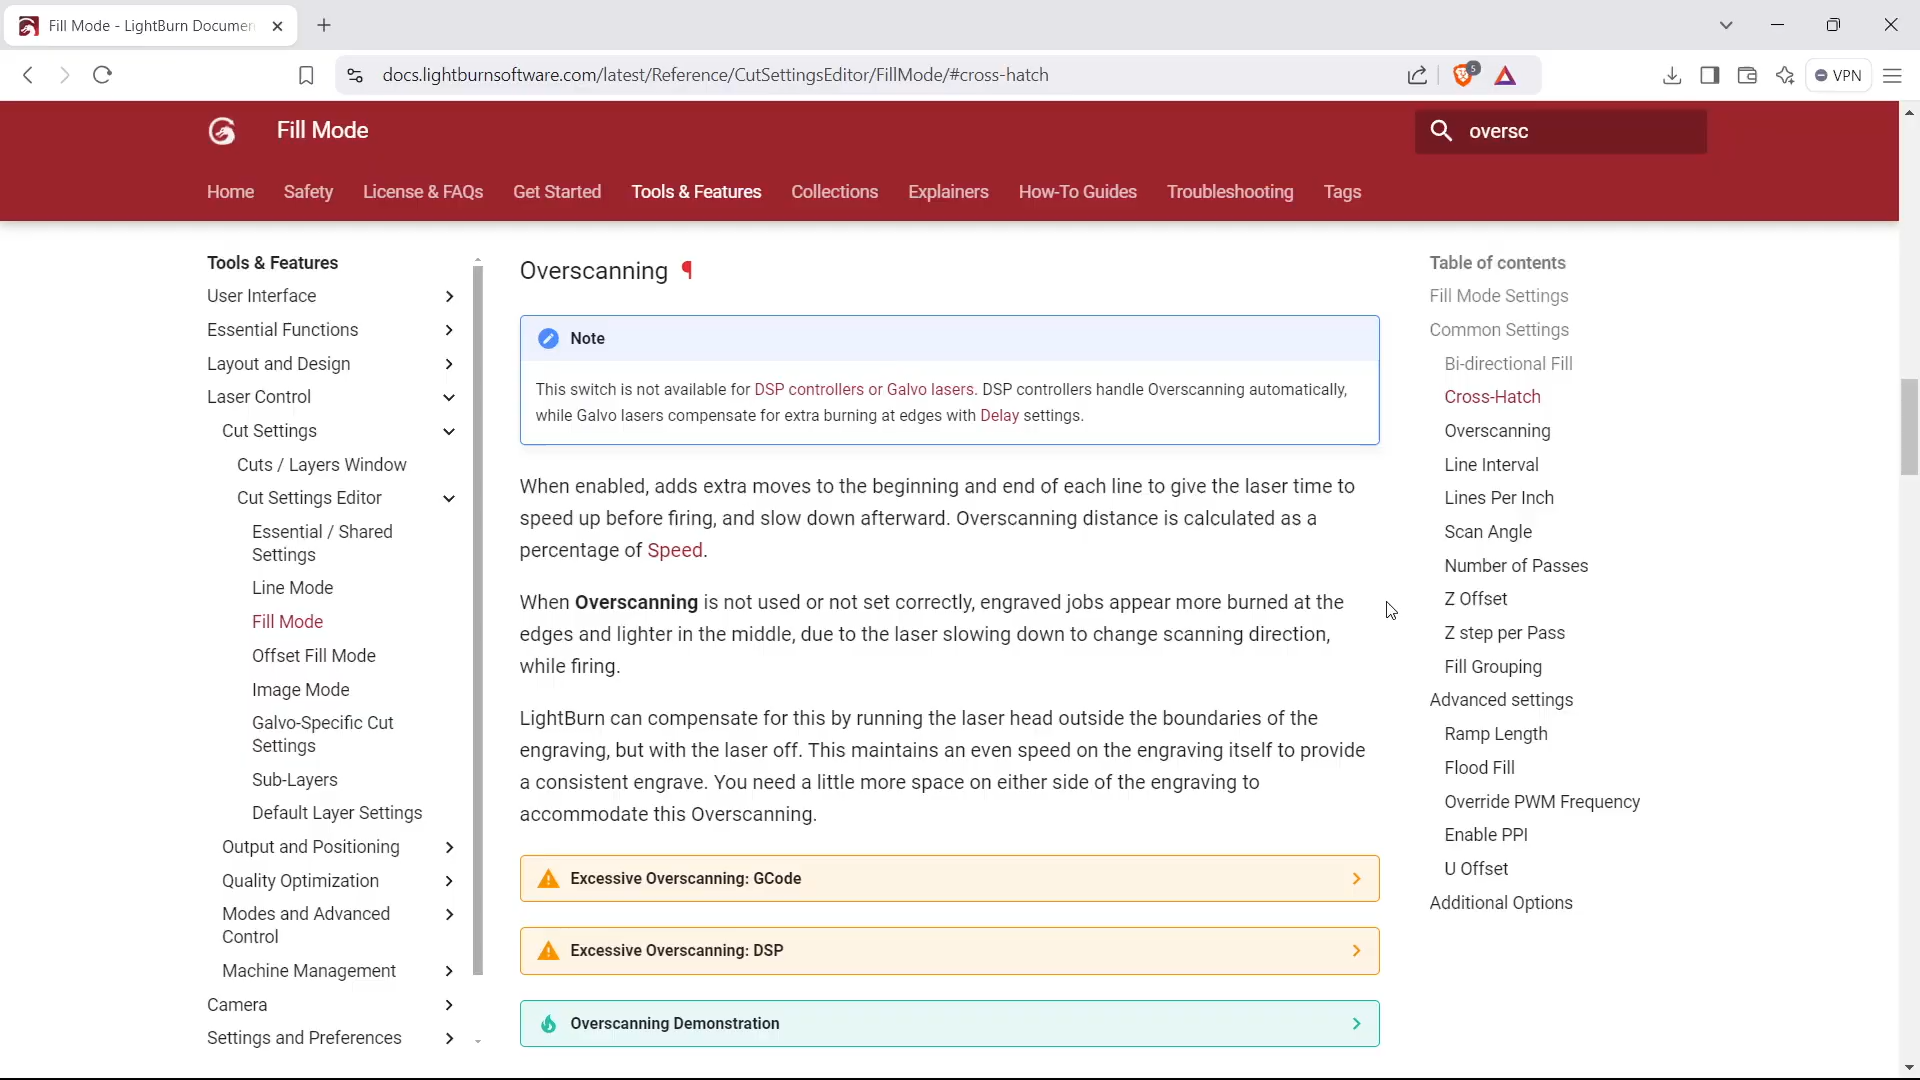 Fill Mode - LightBurn Documen
docs.lightburnsoftware.com/latest/Reference/CutSettingsEditor/FillMode/#cross-hatch
5
VPN
Fill Mode
oversc
Home Safety License & FAQs Get Started Tools & Features Collections Explainers How-To Guides Troubleshooting Tags
Tools & Features
User Interface
Essential Functions
Layout and Design
Laser Control
Cut Settings
Cuts / Layers Window
Cut Settings Editor
Essential / Shared
Settings
Line Mode
Fill Mode
Offset Fill Mode
Image Mode
Galvo-Specific Cut
Settings
Sub-Layers
Default Layer Settings
Output and Positioning
Quality Optimization
Modes and Advanced
Control
Machine Management
Camera
Settings and Preferences
Overscanning ¶
Note
This switch is not available for DSP controllers or Galvo lasers. DSP controllers handle Overscanning automatically,
while Galvo lasers compensate for extra burning at edges with Delay settings.
When enabled, adds extra moves to the beginning and end of each line to give the laser time to
speed up before firing, and slow down afterward. Overscanning distance is calculated as a
percentage of Speed.
When Overscanning is not used or not set correctly, engraved jobs appear more burned at the
edges and lighter in the middle, due to the laser slowing down to change scanning direction,
while firing.
LightBurn can compensate for this by running the laser head outside the boundaries of the
engraving, but with the laser off. This maintains an even speed on the engraving itself to provide
a consistent engrave. You need a little more space on either side of the engraving to
accommodate this Overscanning.
Excessive Overscanning: GCode
Excessive Overscanning: DSP
Overscanning Demonstration
Table of contents
Fill Mode Settings
Common Settings
Bi-directional Fill
Cross-Hatch
Overscanning
Line Interval
Lines Per Inch
Scan Angle
Number of Passes
Z Offset
Z step per Pass
Fill Grouping
Advanced settings
Ramp Length
Flood Fill
Override PWM Frequency
Enable PPI
U Offset
Additional Options